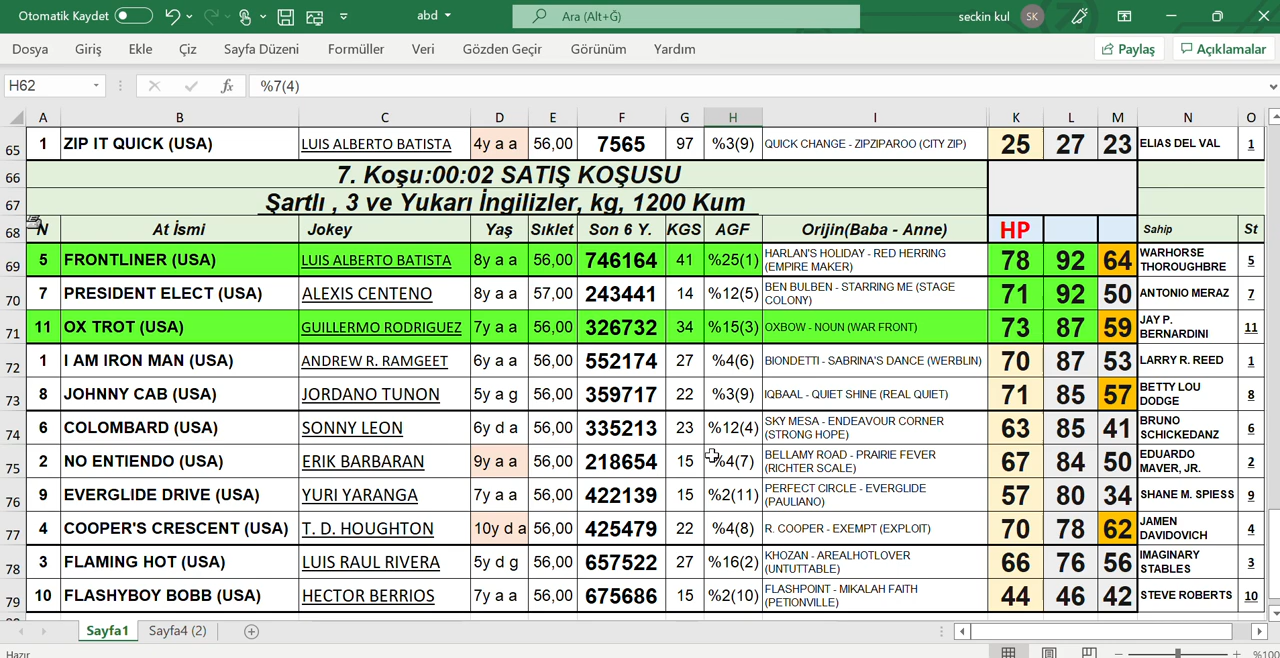 Otomatik Kaydet
abd
Ara (Alt+G)
seckin kul
SK
Dosya Giriş Ekle Çiz Sayfa Düzeni Formüller Veri Gözden Geçir Görünüm Yardım Paylaş Açıklamalar
H62 fx %7(4)
A B C D E F G H I K L M N O
65 1 ZIP IT QUICK (USA) LUIS ALBERTO BATISTA 4y a a 56,00 7565 97 %3(9) QUICK CHANGE - ZIPZIPAROO (CITY ZIP) 25 27 23 ELIAS DEL VAL 1
66 7. Koşu:00:02 SATIŞ KOŞUSU
67 Şartlı , 3 ve Yukarı İngilizler, kg, 1200 Kum
68 N At İsmi Jokey Yaş Sıklet Son 6 Y. KGS AGF Orijin(Baba - Anne) HP Sahip St
69 5 FRONTLINER (USA) LUIS ALBERTO BATISTA 8y a a 56,00 746164 41 %25(1) HARLAN'S HOLIDAY - RED HERRING (EMPIRE MAKER) 78 92 64 WARHORSE THOROUGHBRE 5
70 7 PRESIDENT ELECT (USA) ALEXIS CENTENO 8y a a 57,00 243441 14 %12(5) BEN BULBEN - STARRING ME (STAGE COLONY) 71 92 50 ANTONIO MERAZ 7
71 11 OX TROT (USA) GUILLERMO RODRIGUEZ 7y a a 56,00 326732 34 %15(3) OXBOW - NOUN (WAR FRONT) 73 87 59 JAY P. BERNARDINI 11
72 1 I AM IRON MAN (USA) ANDREW R. RAMGEET 6y a a 56,00 552174 27 %4(6) BIONDETTI - SABRINA'S DANCE (WERBLIN) 70 87 53 LARRY R. REED 1
73 8 JOHNNY CAB (USA) JORDANO TUNON 5y a g 56,00 359717 22 %3(9) IQBAAL - QUIET SHINE (REAL QUIET) 71 85 57 BETTY LOU DODGE 8
74 6 COLOMBARD (USA) SONNY LEON 6y d a 56,00 335213 23 %12(4) SKY MESA - ENDEAVOUR CORNER (STRONG HOPE) 63 85 41 BRUNO SCHICKEDANZ 6
75 2 NO ENTIENDO (USA) ERIK BARBARAN 9y a a 56,00 218654 15 %4(7) BELLAMY ROAD - PRAIRIE FEVER (RICHTER SCALE) 67 84 50 EDUARDO MAVER, JR. 2
76 9 EVERGLIDE DRIVE (USA) YURI YARANGA 7y a a 56,00 422139 15 %2(11) PERFECT CIRCLE - EVERGLIDE (PAULIANO) 57 80 34 SHANE M. SPIESS 9
77 4 COOPER'S CRESCENT (USA) T. D. HOUGHTON 10y d a 56,00 425479 22 %4(8) R. COOPER - EXEMPT (EXPLOIT) 70 78 62 JAMEN DAVIDOVICH 4
78 3 FLAMING HOT (USA) LUIS RAUL RIVERA 5y d g 56,00 657522 27 %16(2) KHOZAN - AREALHOTLOVER (UNTUTTABLE) 66 76 56 IMAGINARY STABLES 3
79 10 FLASHYBOY BOBB (USA) HECTOR BERRIOS 7y a a 56,00 675686 15 %2(10) FLASHPOINT - MIKALAH FAITH (PETIONVILLE) 44 46 42 STEVE ROBERTS 10
Sayfa1 Sayfa4 (2)
Hazır %100